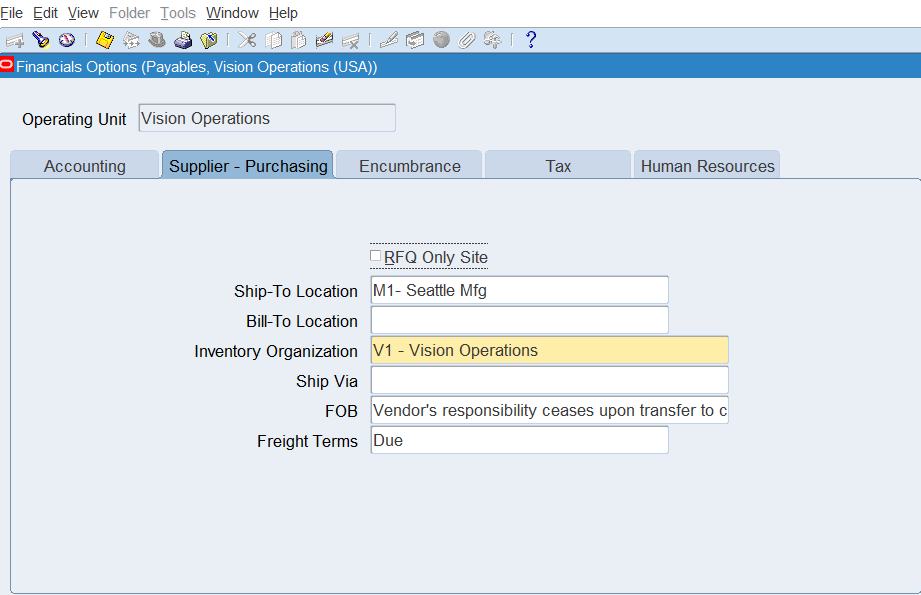 File Edit View Folder Tools Window Help
Financials Options (Payables, Vision Operations (USA))
Operating Unit Vision Operations
Accounting Supplier - Purchasing Encumbrance Tax Human Resources
RFQ Only Site
Ship-To Location M1- Seattle Mfg
Bill-To Location
Inventory Organization V1 - Vision Operations
Ship Via
FOB Vendor's responsibility ceases upon transfer to c
Freight Terms Due